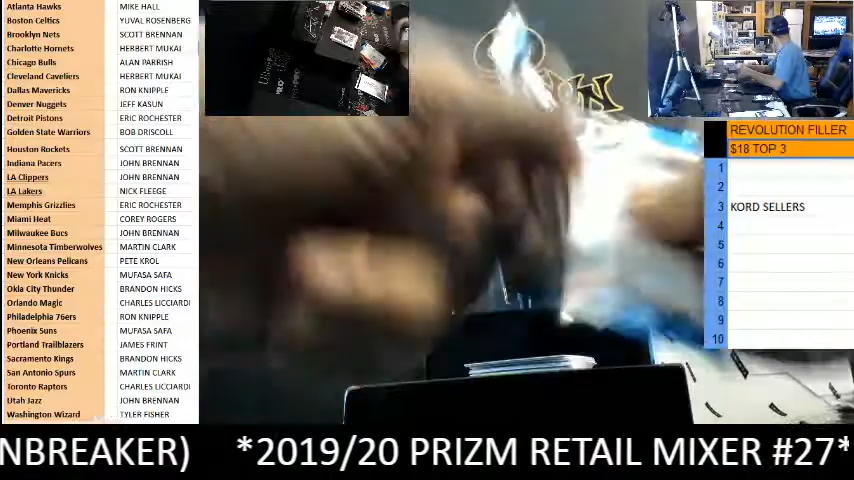 Atlanta Hawks MIKE HALL
Boston Celtics YUVAL ROSENBERG
Brooklyn Nets SCOTT BRENNAN
Charlotte Hornets HERBERT MUKAI
Chicago Bulls ALAN PARRISH
Cleveland Cavaliers HERBERT MUKAI
Dallas Mavericks RON KNIPPLE
Denver Nuggets JEFF KASUN
Detroit Pistons ERIC ROCHESTER
Golden State Warriors BOB DRISCOLL
Houston Rockets SCOTT BRENNAN
Indiana Pacers JOHN BRENNAN
LA Clippers JOHN BRENNAN
LA Lakers NICK FLEEGE
Memphis Grizzlies ERIC ROCHESTER
Miami Heat COREY ROGERS
Milwaukee Bucs JOHN BRENNAN
Minnesota Timberwolves MARTIN CLARK
New Orleans Pelicans PETE KROL
New York Knicks MUFASA SAFA
Okla City Thunder BRANDON HICKS
Orlando Magic CHARLES LICCIARDI
Philadelphia 76ers RON KNIPPLE
Phoenix Suns MUFASA SAFA
Portland Trailblazers JAMES FRINT
Sacramento Kings BRANDON HICKS
San Antonio Spurs MARTIN CLARK
Toronto Raptors CHARLES LICCIARDI
Utah Jazz JOHN BRENNAN
Washington Wizard TYLER FISHER
REVOLUTION FILLER
$18 TOP 3
1
2
3 KORD SELLERS
4
5
6
7
8
9
10
NBREAKER) *2019/20 PRIZM RETAIL MIXER #27*